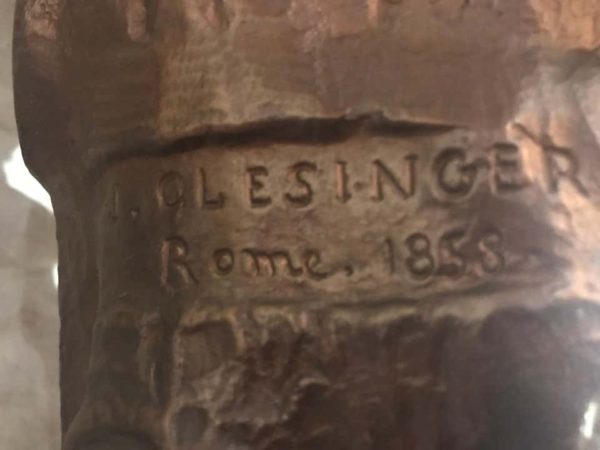 J. CLESINGER
Rome. 1858